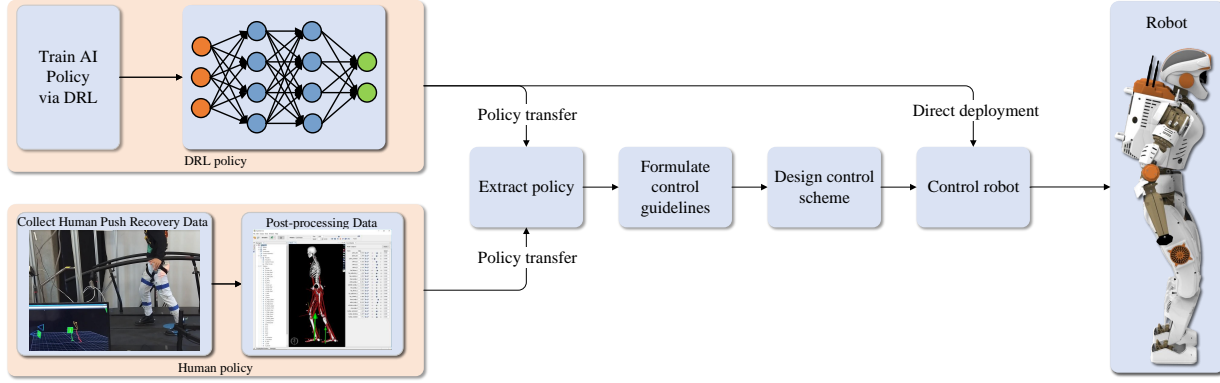 Train AI
Policy
via DRL
DRL policy
Collect Human Push Recovery Data
Post-processing Data
Human policy
Policy transfer
Extract policy
Policy transfer
Formulate
control
guidelines
Design control
scheme
Direct deployment
Control robot
Robot